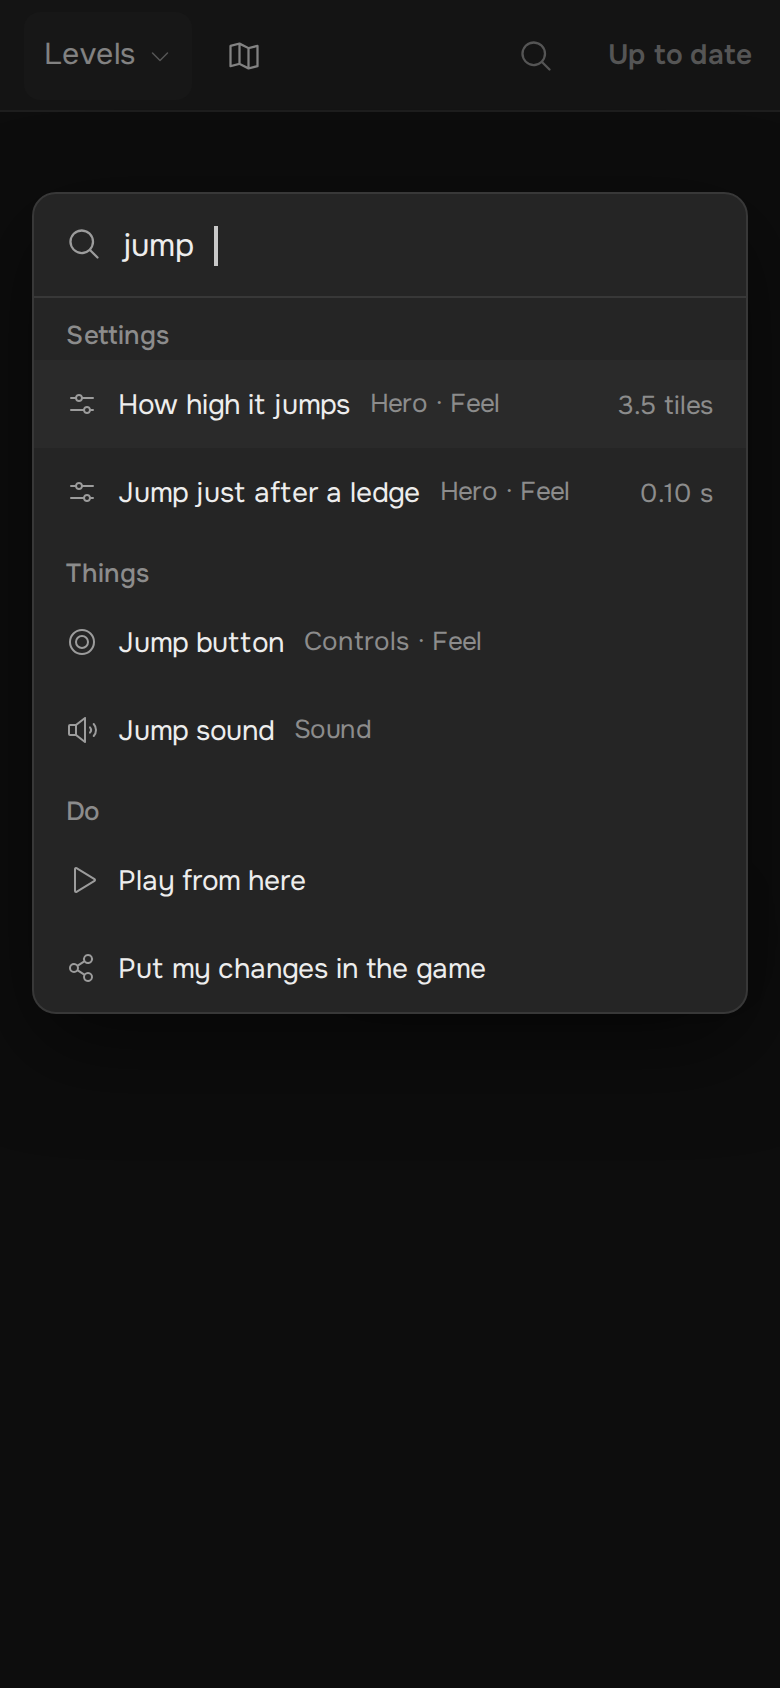 Levels
Up to date
jump
Settings
How high it jumps Hero · Feel 3.5 tiles
Jump just after a ledge Hero · Feel 0.10 s
Things
Jump button Controls · Feel
Jump sound Sound
Do
Play from here
Put my changes in the game